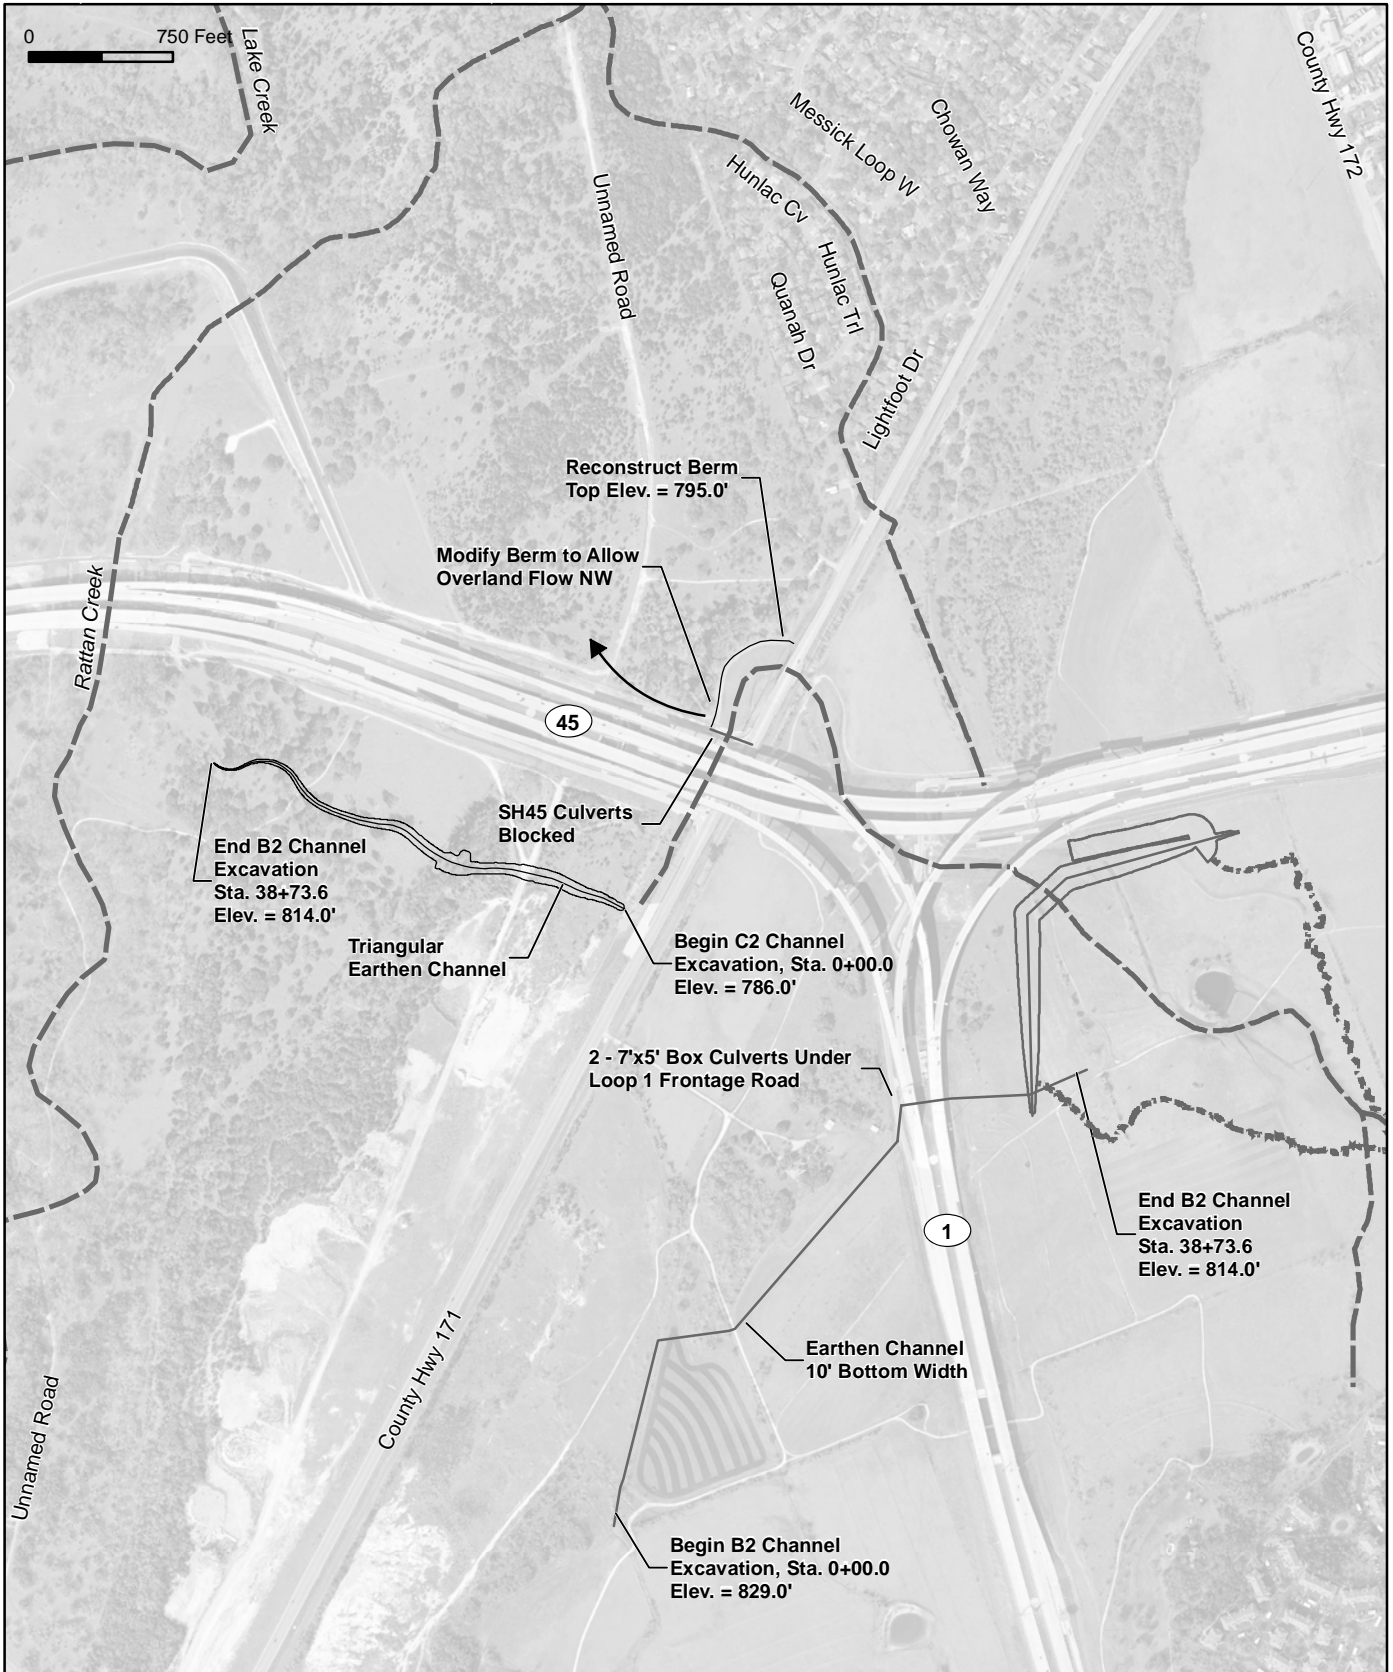 0 750 Feet
Lake Creek
County Hwy 172
Messick Loop W
Chowan Way
Hunlac Cv
Unnamed Road
Hunlac Trl
Quanah Dr
Lightfoot Dr
Reconstruct Berm
Top Elev. = 795.0'
Modify Berm to Allow
Overland Flow NW
Rattan Creek
45
SH45 Culverts
Blocked
End B2 Channel
Excavation
Sta. 38+73.6
Elev. = 814.0'
Triangular
Earthen Channel
Begin C2 Channel
Excavation, Sta. 0+00.0
Elev. = 786.0'
2 - 7'x5' Box Culverts Under
Loop 1 Frontage Road
End B2 Channel
Excavation
Sta. 38+73.6
Elev. = 814.0'
1
Earthen Channel
10' Bottom Width
County Hwy 171
Unnamed Road
Begin B2 Channel
Excavation, Sta. 0+00.0
Elev. = 829.0'